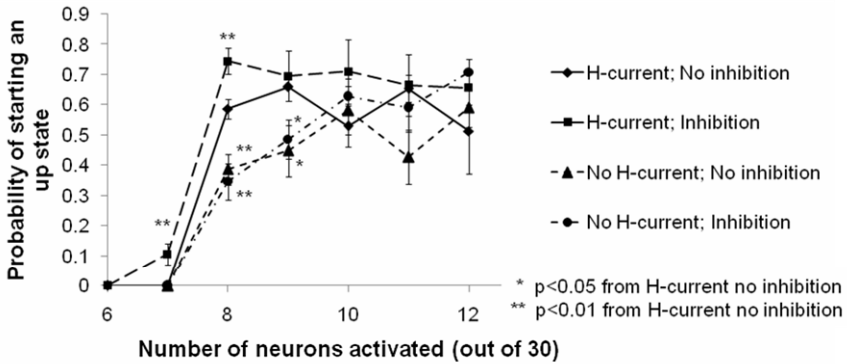 Probability of starting an
up state
0.9
0.8
0.7
0.6
0.5
0.4
0.3
0.2
0.1
0
6
8
10
12
Number of neurons activated (out of 30)
**
**
**
**
*
*
H-current; No inhibition
H-current; Inhibition
No H-current; No inhibition
No H-current; Inhibition
* p<0.05 from H-current no inhibition
** p<0.01 from H-current no inhibition